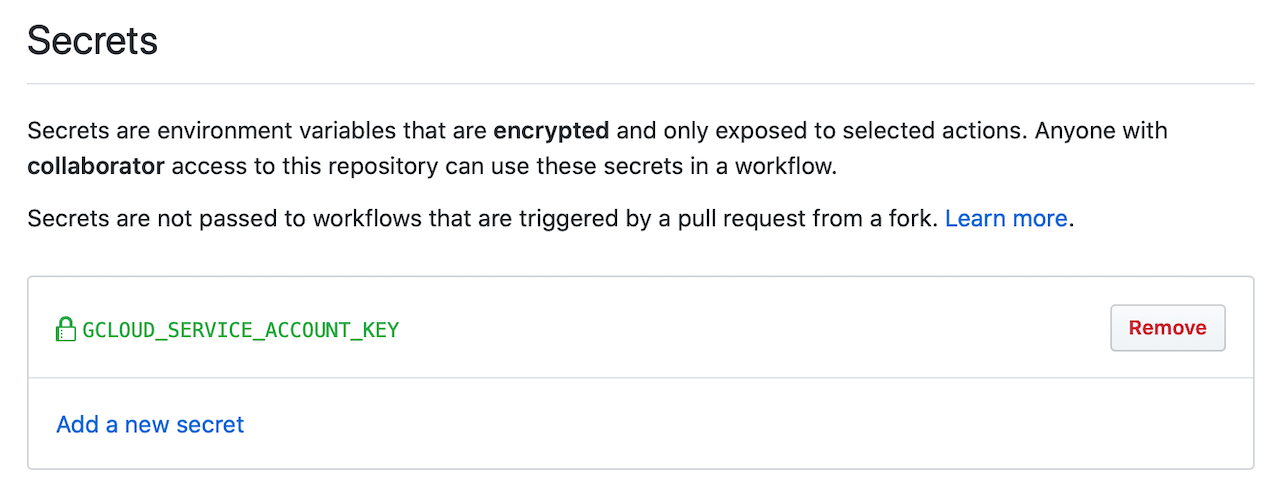 Secrets
Secrets are environment variables that are encrypted and only exposed to selected actions. Anyone with
collaborator access to this repository can use these secrets in a workflow.
Secrets are not passed to workflows that are triggered by a pull request from a fork. Learn more.
GCLOUD_SERVICE_ACCOUNT_KEY Remove
Add a new secret